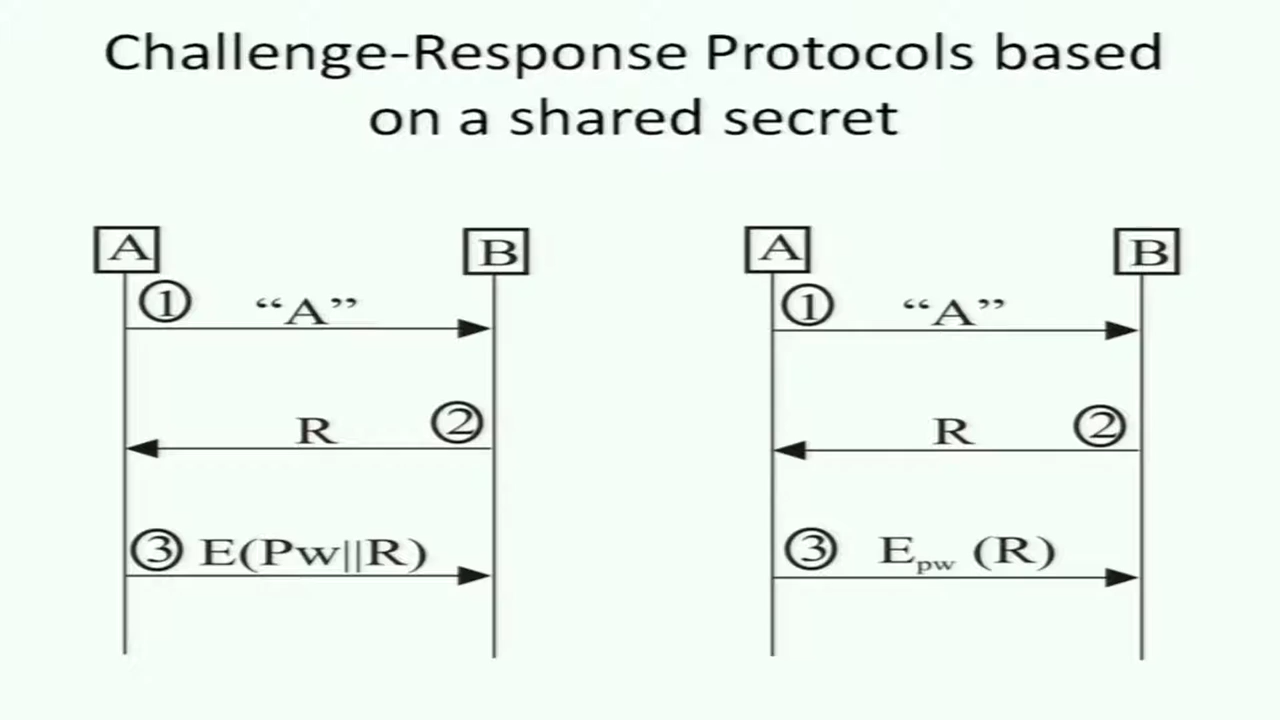 Challenge-Response Protocols based
on a shared secret
A
B
① “A”
R ②
③ E(Pw||R)
A
B
① “A”
R ②
③ Epw (R)